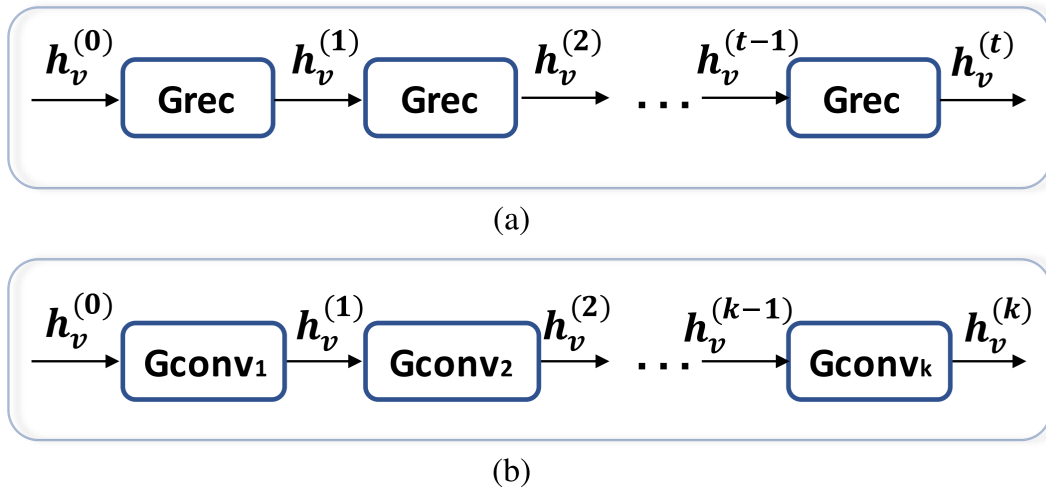 h_v^(0) h_v^(1) h_v^(2) h_v^(t−1) h_v^(t)
Grec Grec ... Grec
(a)
h_v^(0) h_v^(1) h_v^(2) h_v^(k−1) h_v^(k)
Gconv₁ Gconv₂ ... Gconvₖ
(b)